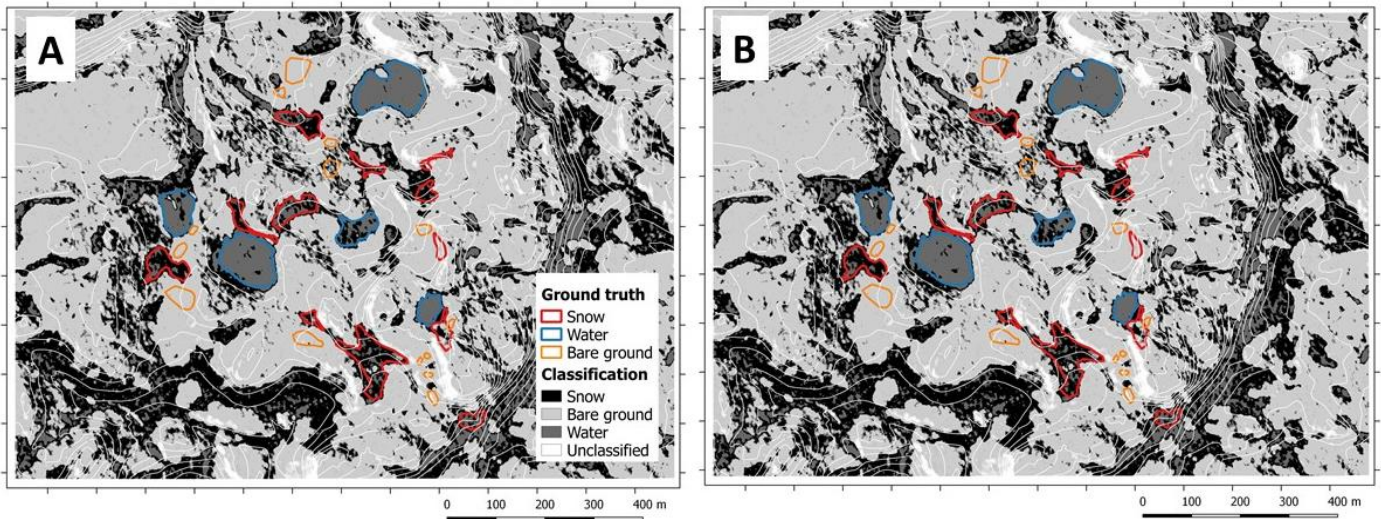 A
B
Ground truth
Snow
Water
Bare ground
Classification
Snow
Bare ground
Water
Unclassified
0 100 200 300 400 m
0 100 200 300 400 m